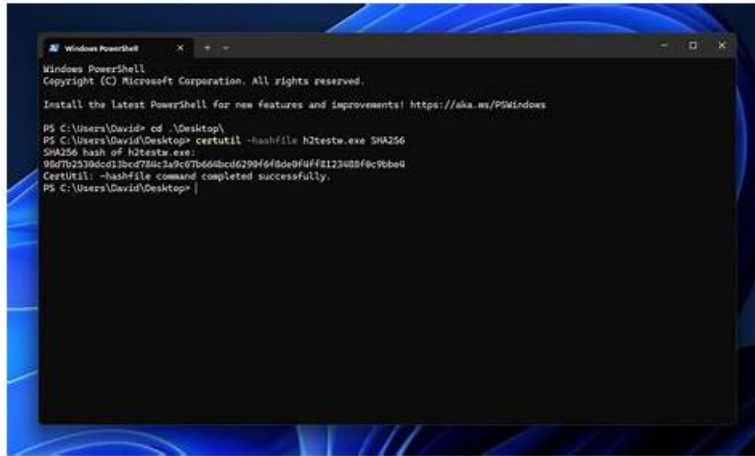 Windows PowerShell
Windows PowerShell
Copyright (C) Microsoft Corporation. All rights reserved.
Install the latest PowerShell for new features and improvements! https://aka.ms/PSWindows
PS C:\Users\David> cd .\Desktop\
PS C:\Users\David\Desktop> certutil -hashfile h2testw.exe SHA256
SHA256 hash of h2testw.exe:
CertUtil: -hashfile command completed successfully.
PS C:\Users\David\Desktop>